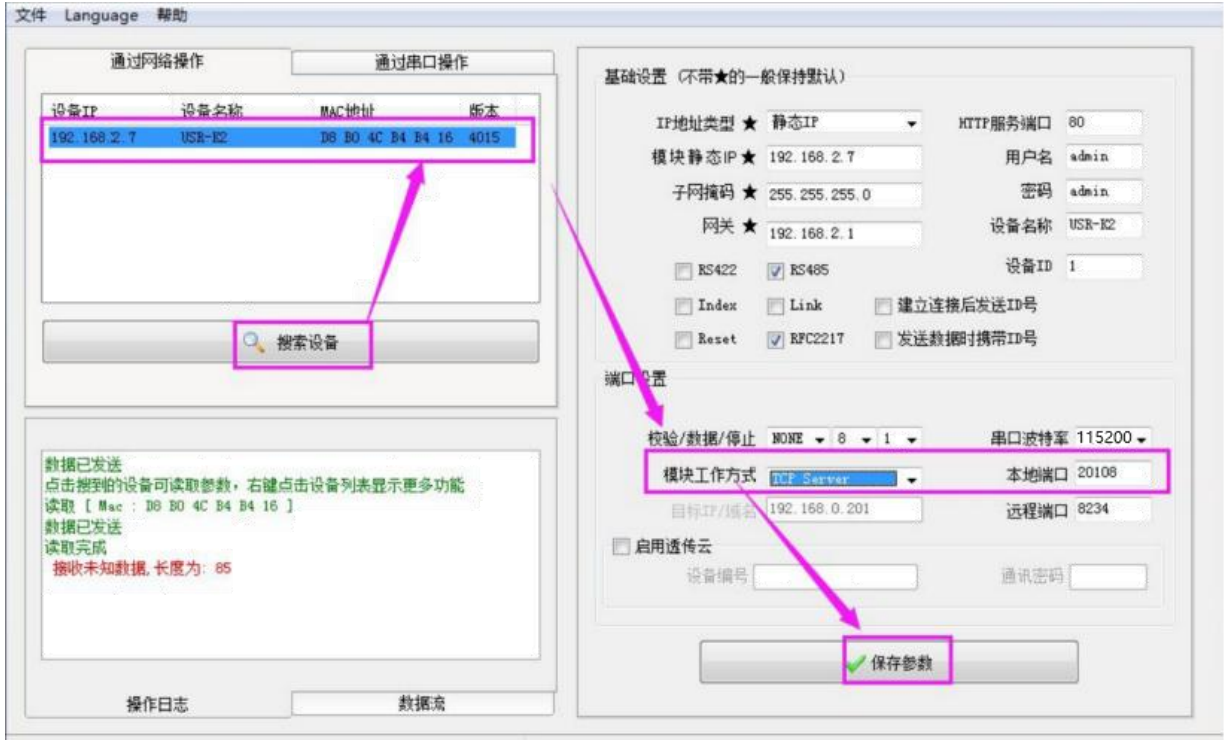 文件 Language 帮助
通过网络操作 通过串口操作
设备IP 设备名称 MAC地址 版本
192.168.2.7 USR-K2 D8 B0 4C B4 B4 16 4015
搜索设备
数据已发送
点击搜到的设备可读取参数，右键点击设备列表显示更多功能
读取 [ Mac : D8 B0 4C B4 B4 16 ]
数据已发送
读取完成
接收未知数据,长度为: 85
操作日志 数据流
基础设置 (不带★的一般保持默认)
IP地址类型 ★ 静态IP HTTP服务端口 80
模块静态IP ★ 192.168.2.7 用户名 admin
子网掩码 ★ 255.255.255.0 密码 admin
网关 ★ 192.168.2.1 设备名称 USR-K2
RS422 RS485 设备ID 1
Index Link 建立连接后发送ID号
Reset RFC2217 发送数据时携带ID号
端口设置
校验/数据/停止 NONE 8 1 串口波特率 115200
模块工作方式 TCP Server 本地端口 20108
目标IP/域名 192.168.0.201 远程端口 8234
启用透传云
设备编号 通讯密码
保存参数